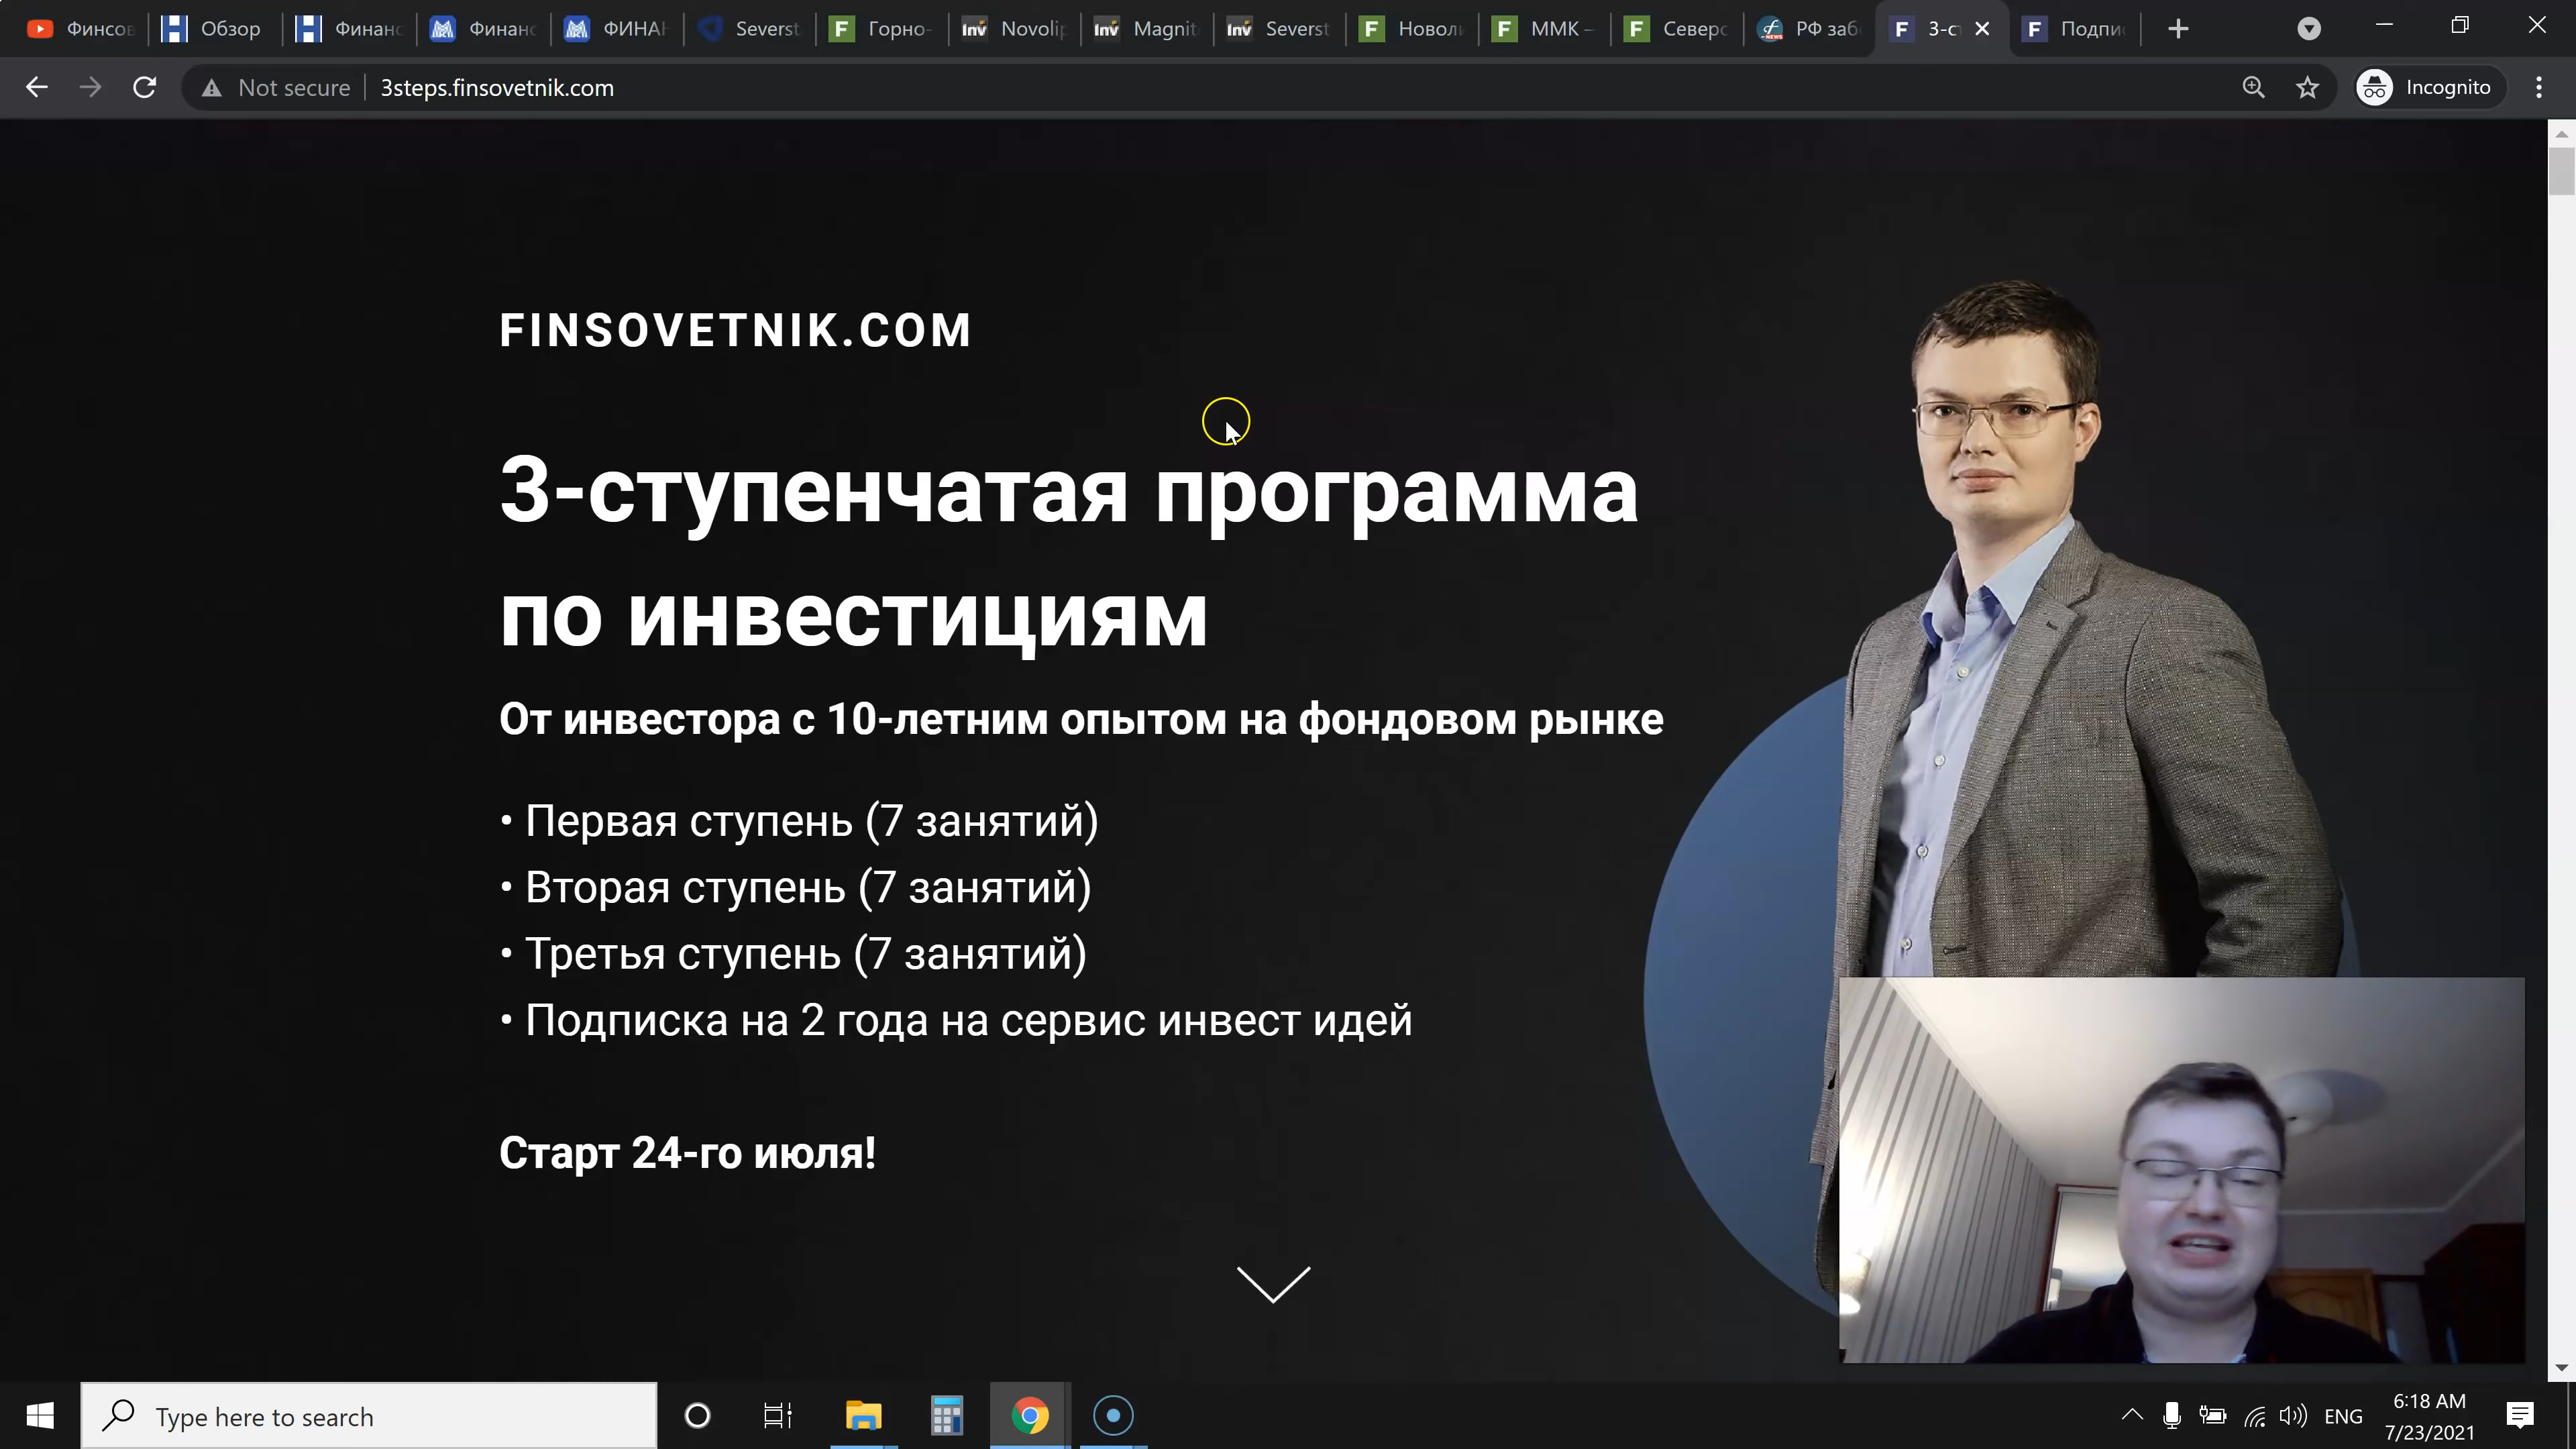 Финсов
Обзор
Финанс
Финанс
ФИНАН
Severst
Горно-
Novolip
Magnit
Severst
Новоли
ММК –
Северс
РФ заб
3-ст
Подпис
Not secure
3steps.finsovetnik.com
Incognito
FINSOVETNIK.COM
3-ступенчатая программа
по инвестициям
От инвестора с 10-летним опытом на фондовом рынке
• Первая ступень (7 занятий)
• Вторая ступень (7 занятий)
• Третья ступень (7 занятий)
• Подписка на 2 года на сервис инвест идей
Старт 24-го июля!
Type here to search
ENG
6:18 AM
7/23/2021